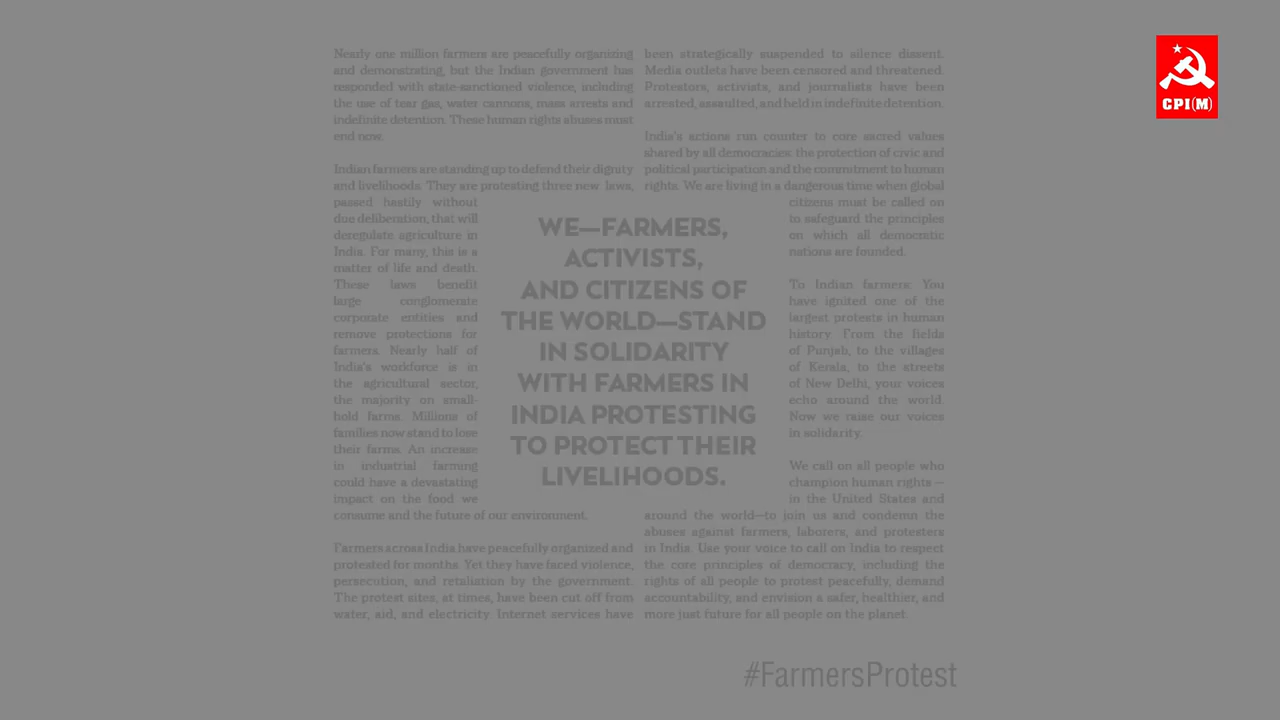 Nearly one million farmers are peacefully organizing
and demonstrating, but the Indian government has
responded with state-sanctioned violence, including
the use of tear gas, water cannons, mass arrests and
indefinite detention. These human rights abuses must
end now.
Indian farmers are standing up to defend their dignity
and livelihoods. They are protesting three new laws,
passed hastily without
due deliberation, that will
deregulate agriculture in
India. For many, this is a
matter of life and death.
These laws benefit
large conglomerate
corporate entities and
remove protections for
farmers. Nearly half of
India's workforce is in
the agricultural sector,
the majority on small-
hold farms. Millions of
families now stand to lose
their farms. An increase
in industrial farming
could have a devastating
impact on the food we
consume and the future of our environment.
Farmers across India have peacefully organized and
protested for months. Yet they have faced violence,
persecution, and retaliation by the government.
The protest sites, at times, have been cut off from
water, aid, and electricity. Internet services have
WE—FARMERS,
ACTIVISTS,
AND CITIZENS OF
THE WORLD—STAND
IN SOLIDARITY
WITH FARMERS IN
INDIA PROTESTING
TO PROTECT THEIR
LIVELIHOODS.
been strategically suspended to silence dissent.
Media outlets have been censored and threatened.
Protestors, activists, and journalists have been
arrested, assaulted, and held in indefinite detention.
India's actions run counter to core sacred values
shared by all democracies: the protection of civic and
political participation and the commitment to human
rights. We are living in a dangerous time when global
citizens must be called on
to safeguard the principles
on which all democratic
nations are founded.
To Indian farmers: You
have ignited one of the
largest protests in human
history. From the fields
of Punjab, to the villages
of Kerala, to the streets
of New Delhi, your voices
echo around the world.
Now we raise our voices
in solidarity.
We call on all people who
champion human rights —
in the United States and
around the world—to join us and condemn the
abuses against farmers, laborers, and protesters
in India. Use your voice to call on India to respect
the core principles of democracy, including the
rights of all people to protest peacefully, demand
accountability, and envision a safer, healthier, and
more just future for all people on the planet.
#FarmersProtest
CPI(M)